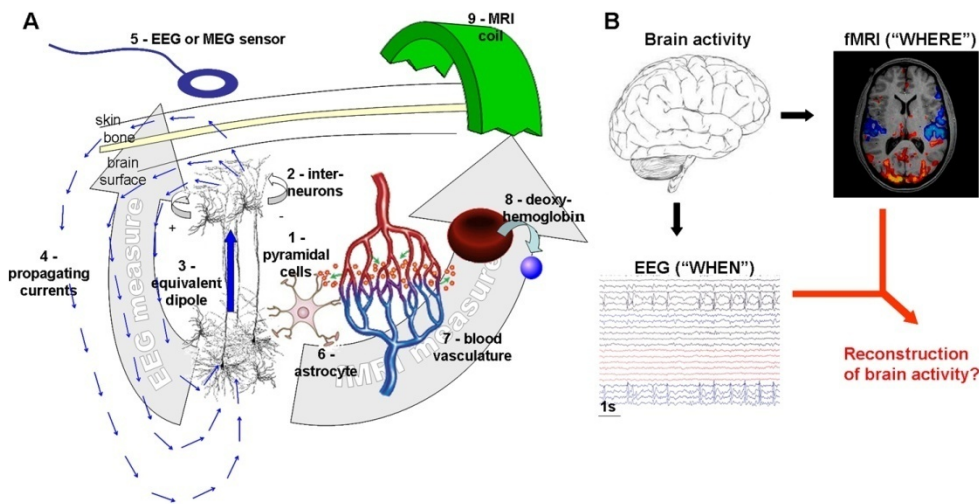 A
5 - EEG or MEG sensor
9 - MRI
coil
skin
bone
brain
surface
2 - inter-
neurons
+
-
8 - deoxy-
hemoglobin
1 -
pyramidal
cells
4 -
propagating
currents
3 -
equivalent
dipole
EEG measure
fMRI measure
6 -
astrocyte
7 - blood
vasculature
B
Brain activity
fMRI (“WHERE”)
EEG (“WHEN”)
1s
Reconstruction
of brain activity?